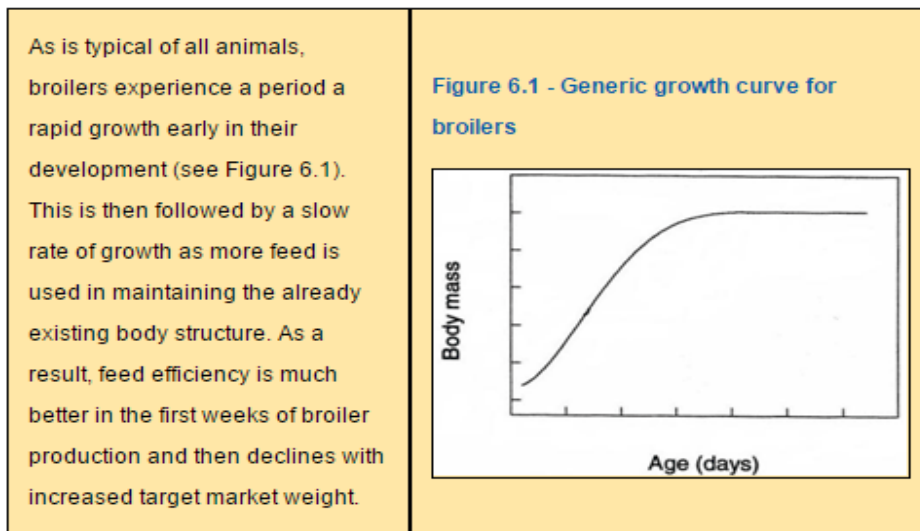 As is typical of all animals,
broilers experience a period a
rapid growth early in their
development (see Figure 6.1).
This is then followed by a slow
rate of growth as more feed is
used in maintaining the already
existing body structure. As a
result, feed efficiency is much
better in the first weeks of broiler
production and then declines with
increased target market weight.
Figure 6.1 - Generic growth curve for
broilers
Body mass
Age (days)